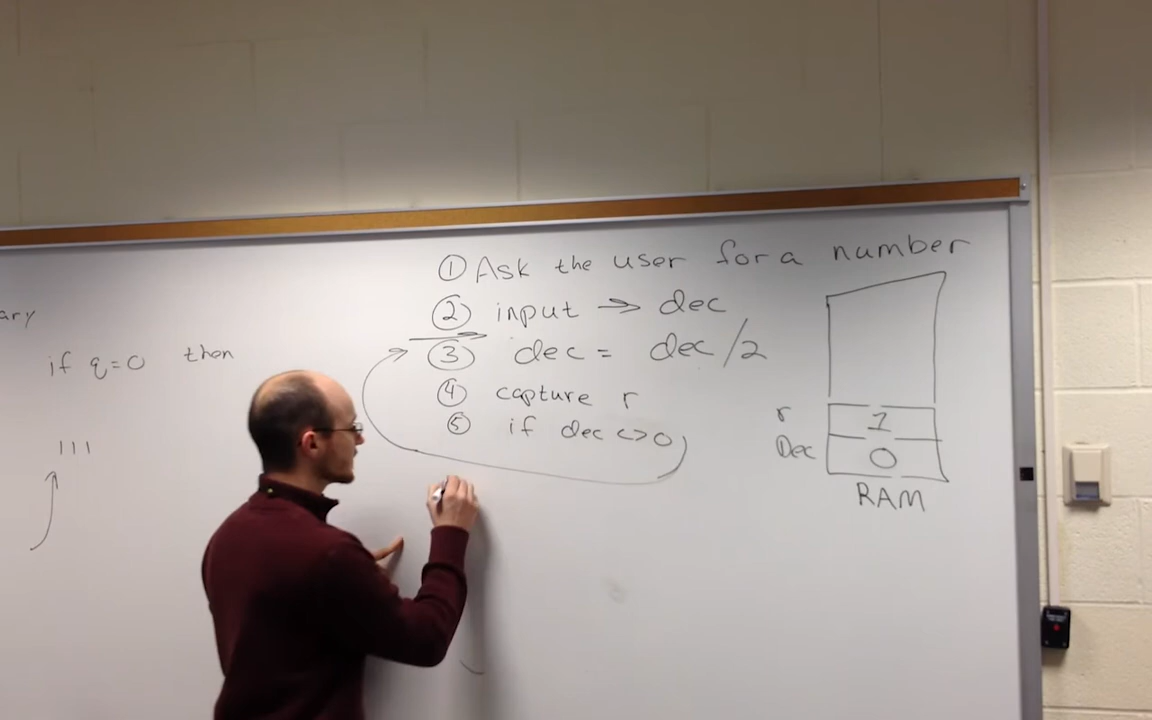 ary
if q=0 then
111
① Ask the user for a number
② input → dec
③ dec = dec/2
④ capture r
⑤ if dec <> 0
r 1
Dec 0
RAM